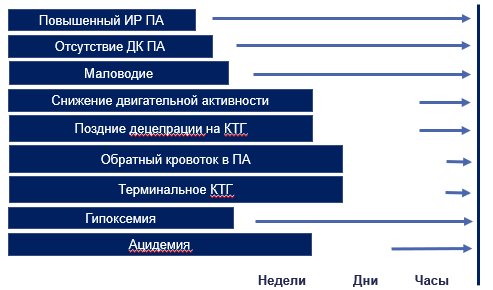 Повышенный ИР ПА
Отсутствие ДК ПА
Маловодие
Снижение двигательной активности
Поздние децелрации на КТГ
Обратный кровоток в ПА
Терминальное КТГ
Гипоксемия
Ацидемия
Недели Дни Часы